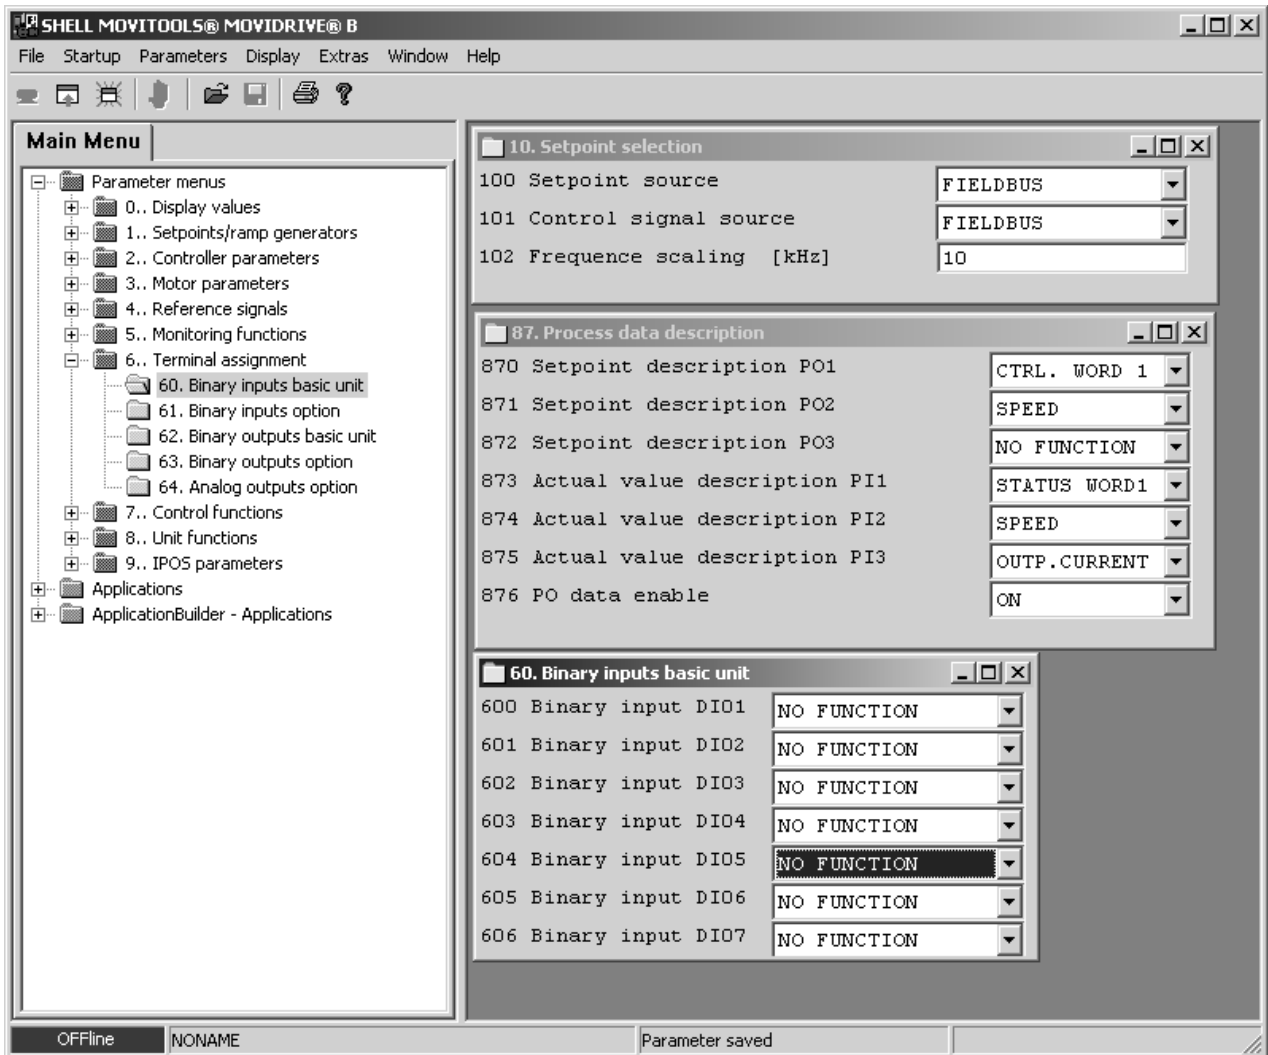 SHELL MOVITOOLS® MOVIDRIVE® B
File Startup Parameters Display Extras Window Help
Main Menu
Parameter menus
0.. Display values
1.. Setpoints/ramp generators
2.. Controller parameters
3.. Motor parameters
4.. Reference signals
5.. Monitoring functions
6.. Terminal assignment
60. Binary inputs basic unit
61. Binary inputs option
62. Binary outputs basic unit
63. Binary outputs option
64. Analog outputs option
7.. Control functions
8.. Unit functions
9.. IPOS parameters
Applications
ApplicationBuilder - Applications
10. Setpoint selection
100 Setpoint source FIELDBUS
101 Control signal source FIELDBUS
102 Frequence scaling [kHz] 10
87. Process data description
870 Setpoint description PO1 CTRL. WORD 1
871 Setpoint description PO2 SPEED
872 Setpoint description PO3 NO FUNCTION
873 Actual value description PI1 STATUS WORD1
874 Actual value description PI2 SPEED
875 Actual value description PI3 OUTP.CURRENT
876 PO data enable ON
60. Binary inputs basic unit
600 Binary input DI01 NO FUNCTION
601 Binary input DI02 NO FUNCTION
602 Binary input DI03 NO FUNCTION
603 Binary input DI04 NO FUNCTION
604 Binary input DI05 NO FUNCTION
605 Binary input DI06 NO FUNCTION
606 Binary input DI07 NO FUNCTION
OFFline NONAME Parameter saved